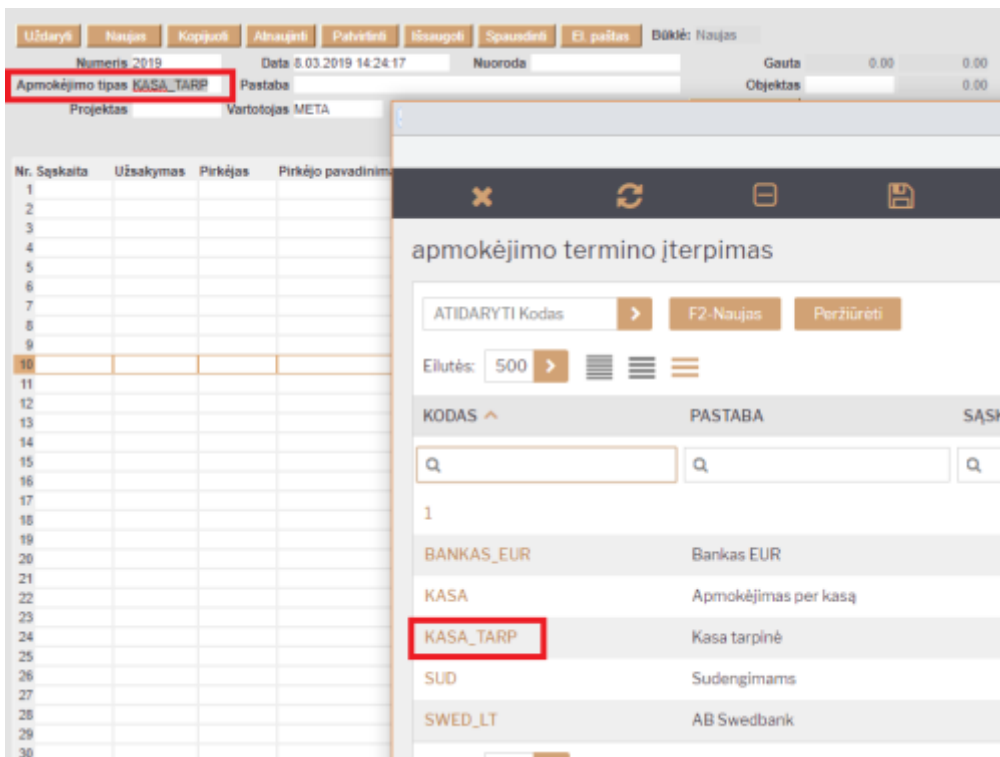 Uždaryti Naujas Kopijuoti Atnaujinti Patvirtinti Išsaugoti Spausdinti El. paštas Būklė: Naujas
Numeris 2019 Data 8.03.2019 14:24:17 Nuoroda Gauta 0.00 0.00
Apmokėjimo tipas KASA_TARP Pastaba Objektas 0.00
Projektas Vartotojas META
Nr. Sąskaita Užsakymas Pirkėjas Pirkėjo pavadinima
1
2
3
4
5
6
7
8
9
10
11
12
13
14
15
16
17
18
19
20
21
22
23
24
25
26
27
28
29
30
apmokėjimo termino įterpimas
ATIDARYTI Kodas F2-Naujas Peržiūrėti
Eilutės: 500
KODAS PASTABA SĄSK
1
BANKAS_EUR Bankas EUR
KASA Apmokėjimas per kasą
KASA_TARP Kasa tarpinė
SUD Sudengimams
SWED_LT AB Swedbank